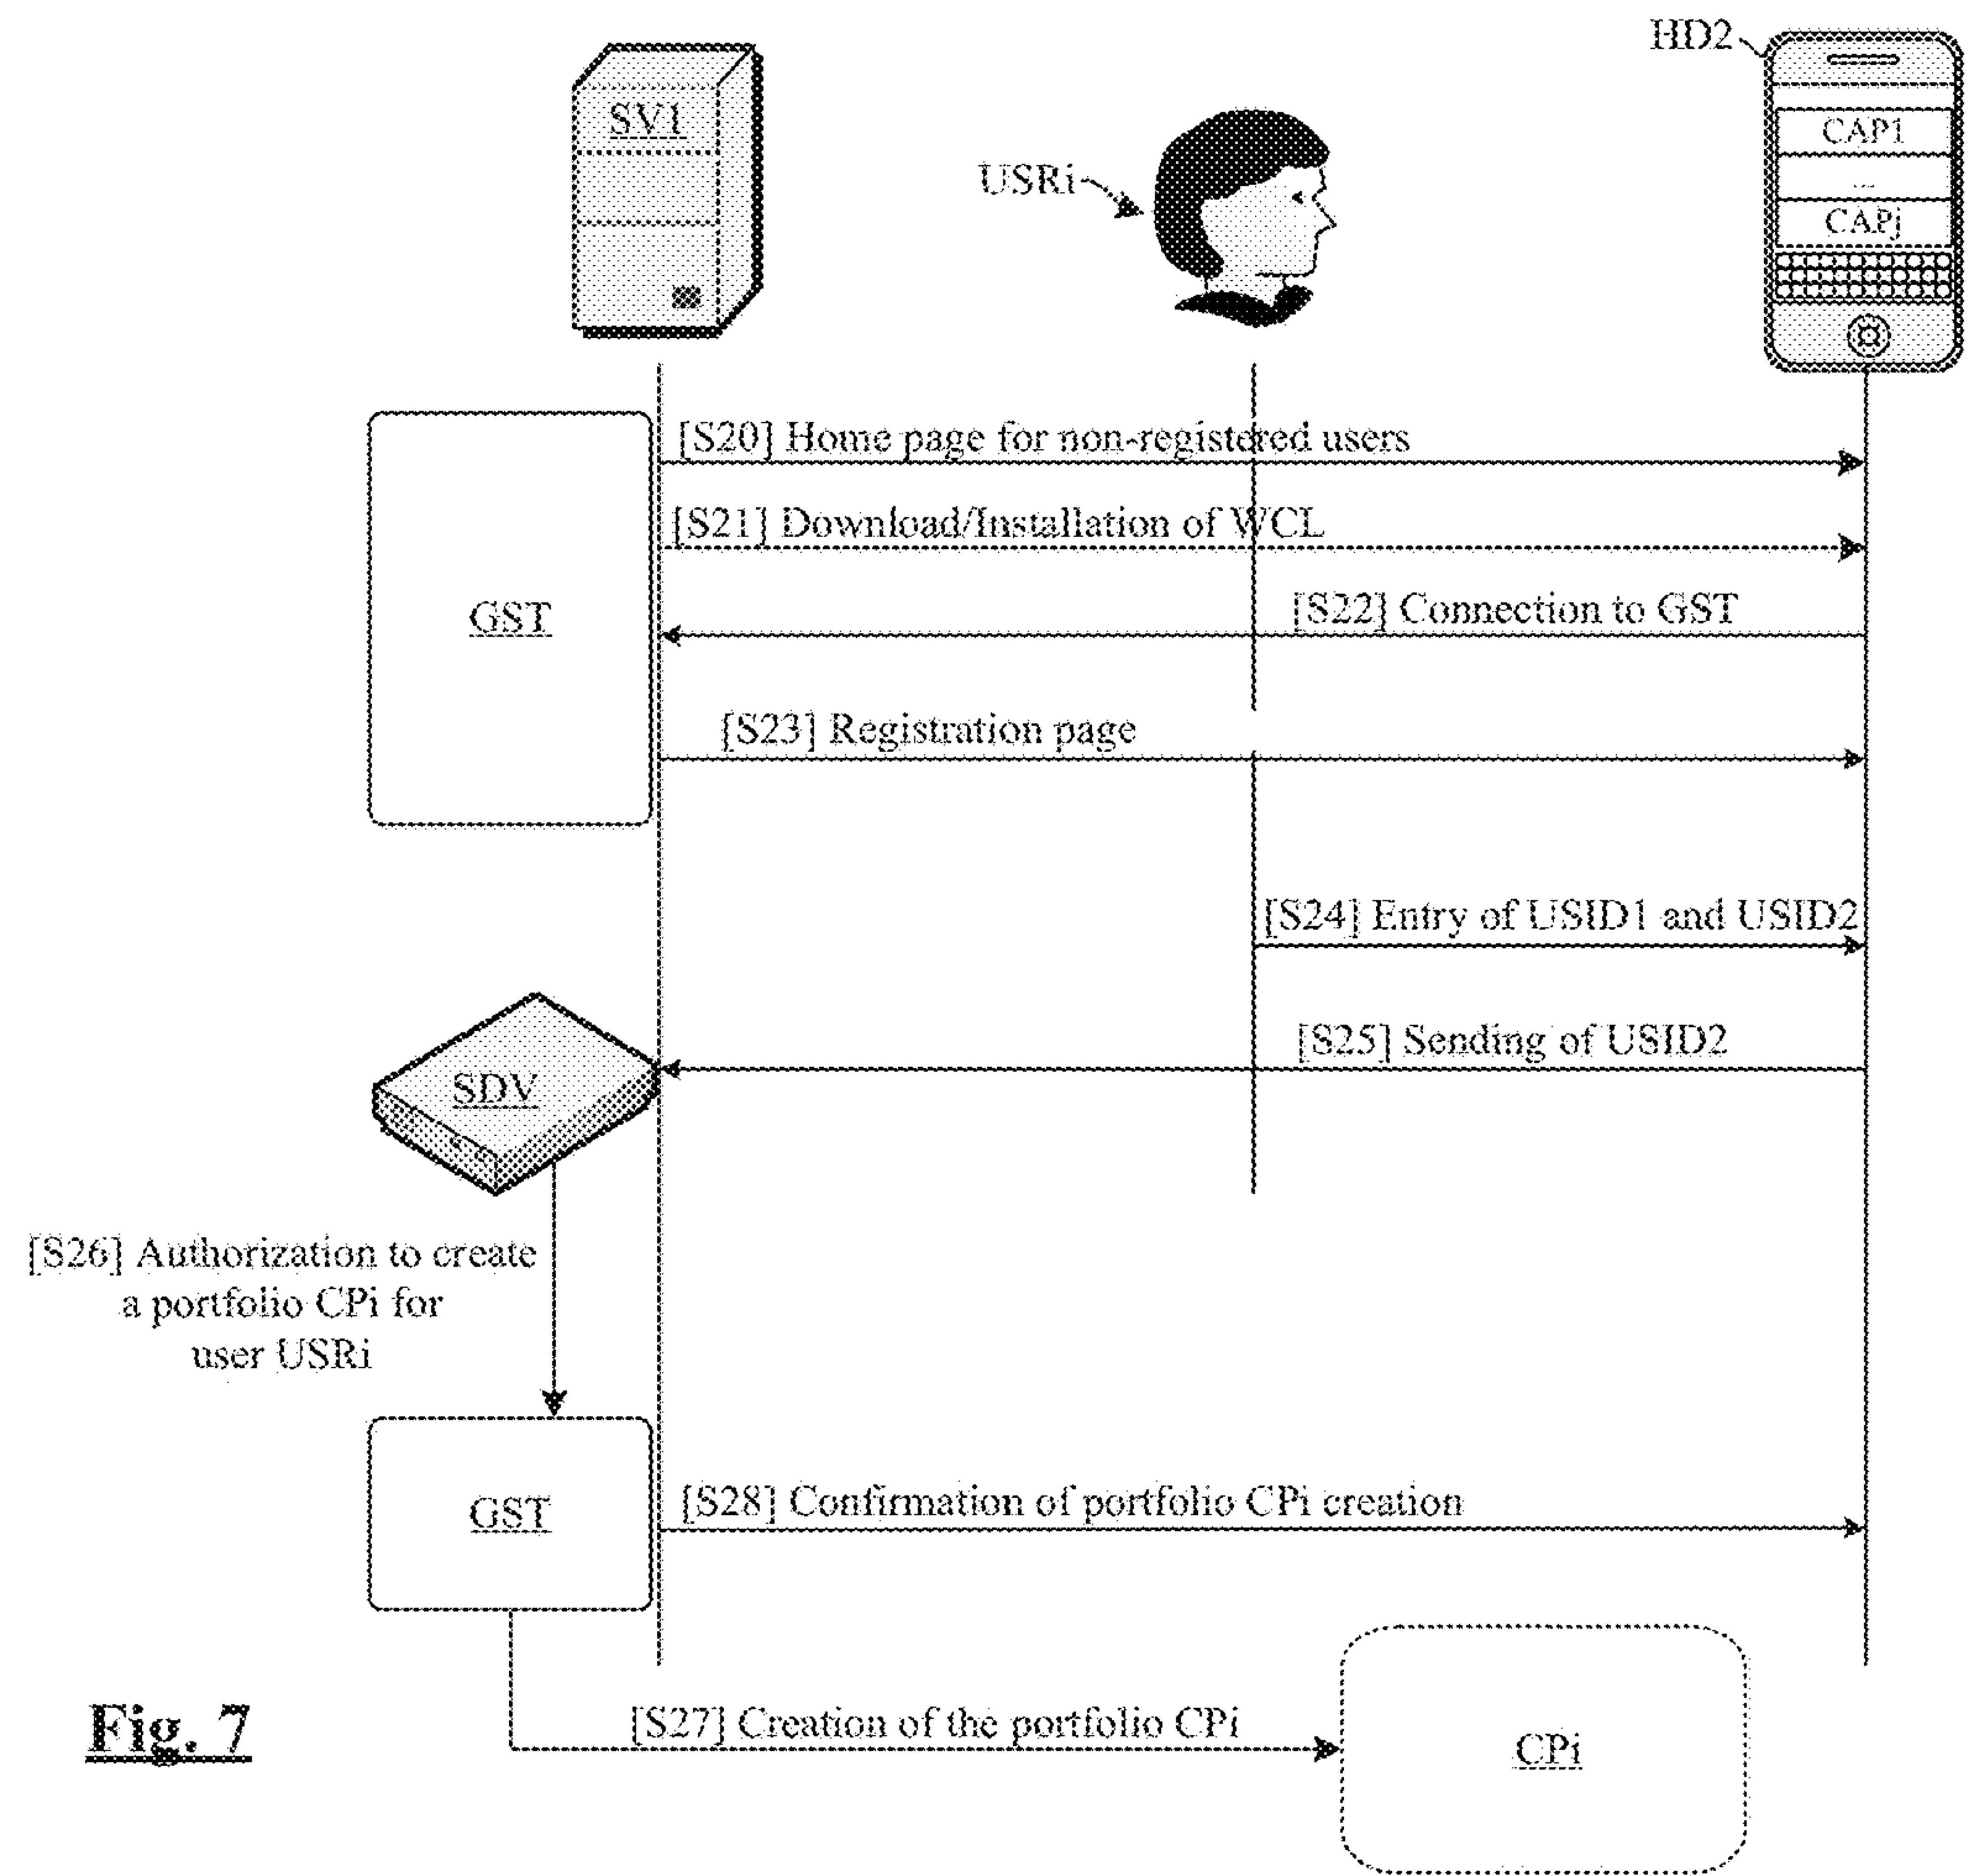 HD2
SV1
CAP1
...
CAPj
USRi
[S20] Home page for non-registered users
[S21] Download/Installation of WCL
GST
[S22] Connection to GST
[S23] Registration page
[S24] Entry of USID1 and USID2
[S25] Sending of USID2
SDV
[S26] Authorization to create
a portfolio CPi for
user USRi
GST
[S28] Confirmation of portfolio CPi creation
[S27] Creation of the portfolio CPi
CPi
Fig. 7